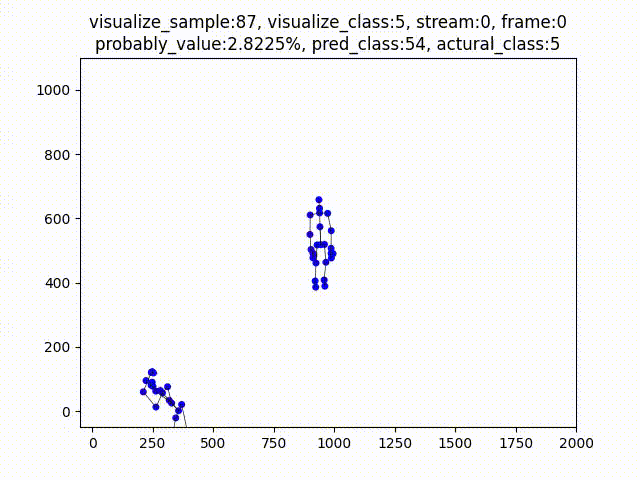 visualize_sample:87, visualize_class:5, stream:0, frame:0
probably_value:2.8225%, pred_class:54, actural_class:5
1000
800
600
400
200
0
0 250 500 750 1000 1250 1500 1750 2000